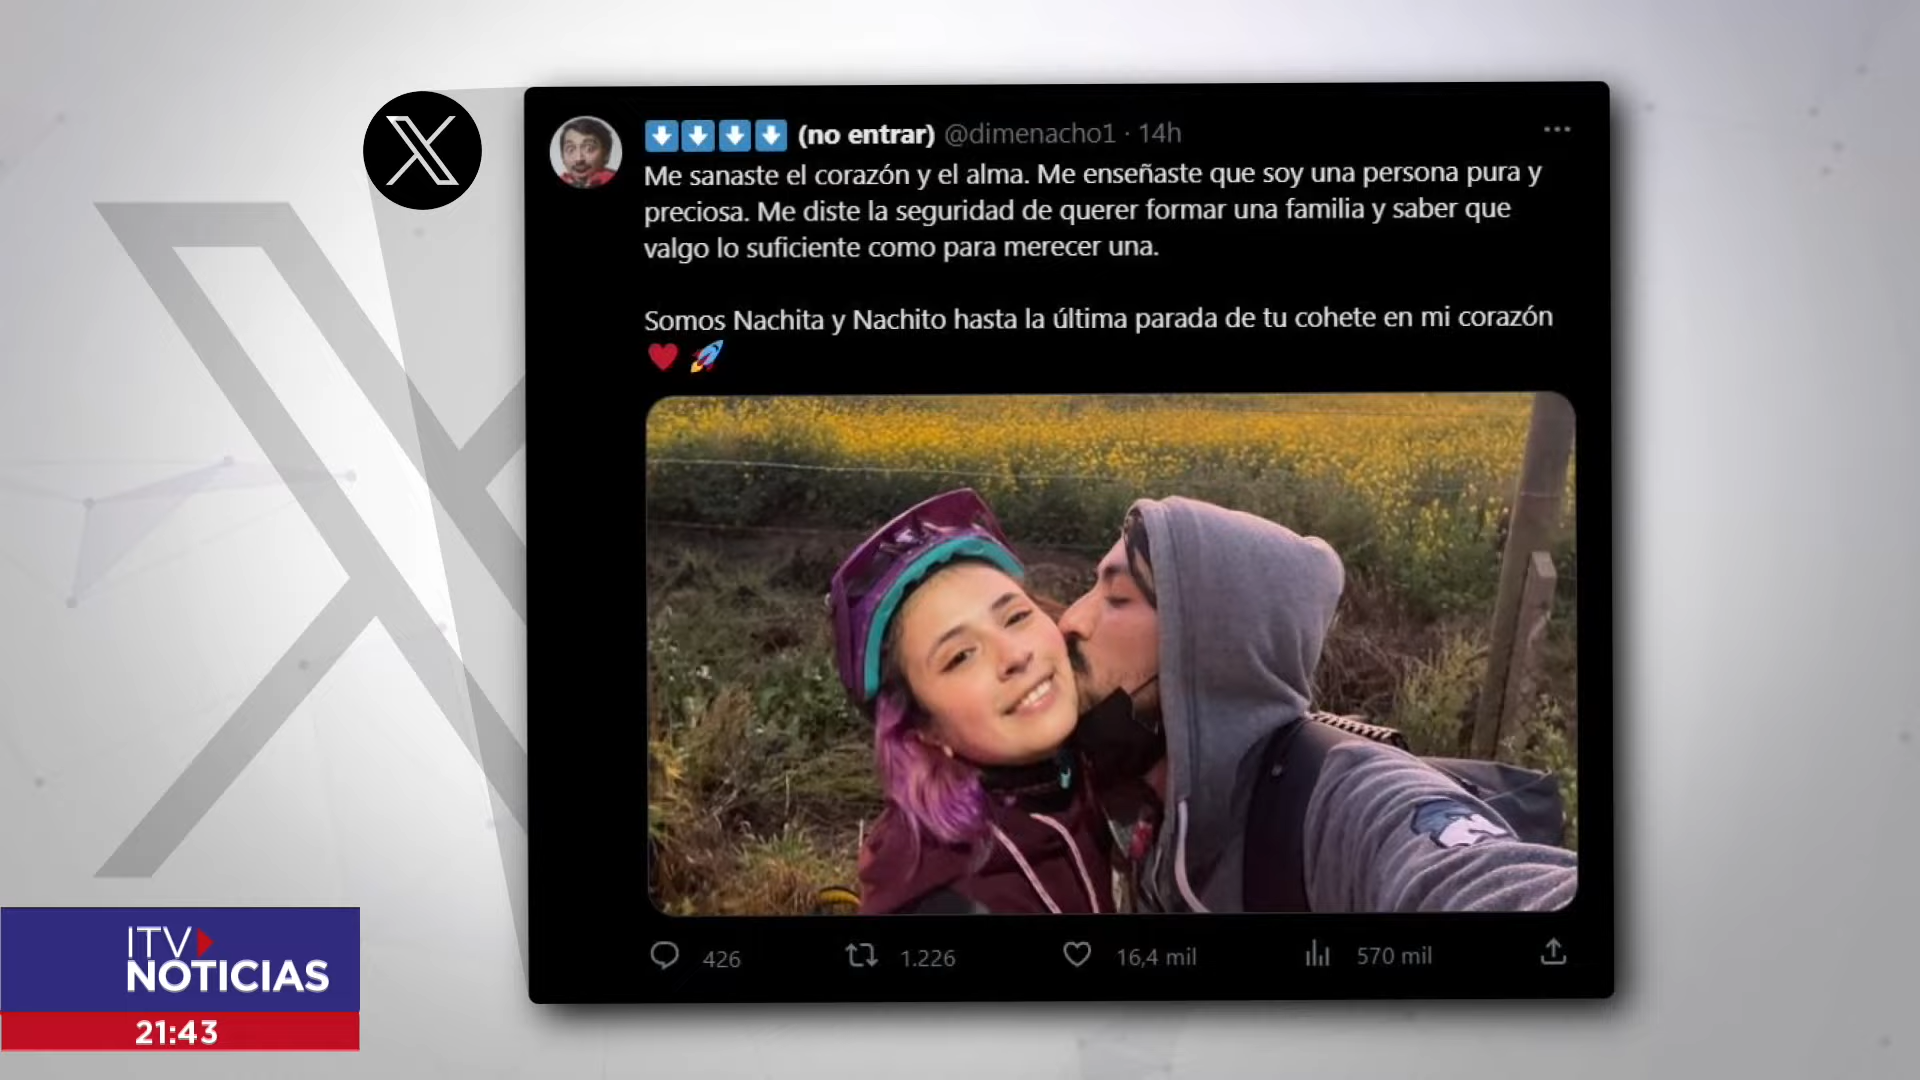 ⬇️⬇️⬇️⬇️ (no entrar) @dimenacho1 · 14h
Me sanaste el corazón y el alma. Me enseñaste que soy una persona pura y
preciosa. Me diste la seguridad de querer formar una familia y saber que
valgo lo suficiente como para merecer una.
Somos Nachita y Nachito hasta la última parada de tu cohete en mi corazón
❤️ 🚀
426 1.226 16,4 mil 570 mil
ITV
NOTICIAS
21:43